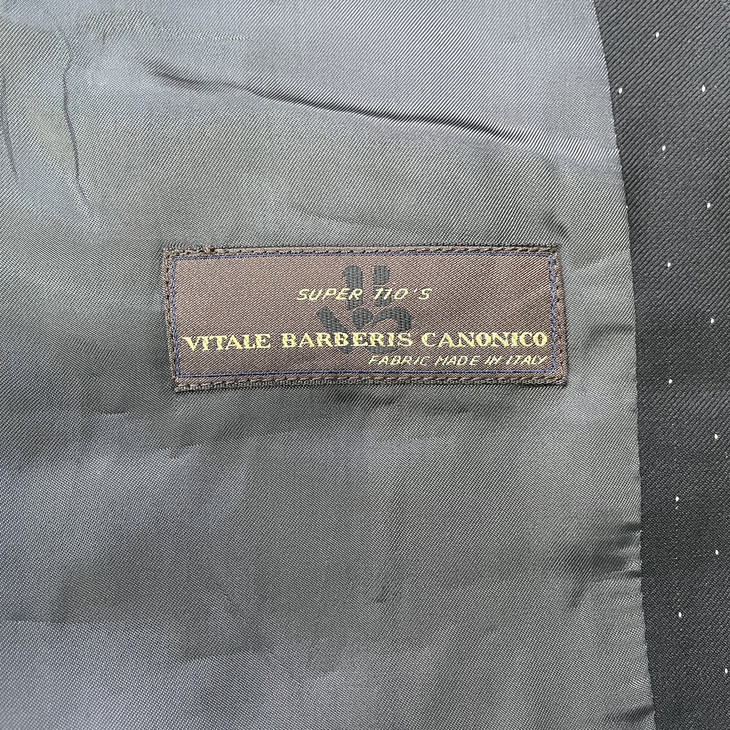 SUPER 110'S
VITALE BARBERIS CANONICO
FABRIC MADE IN ITALY